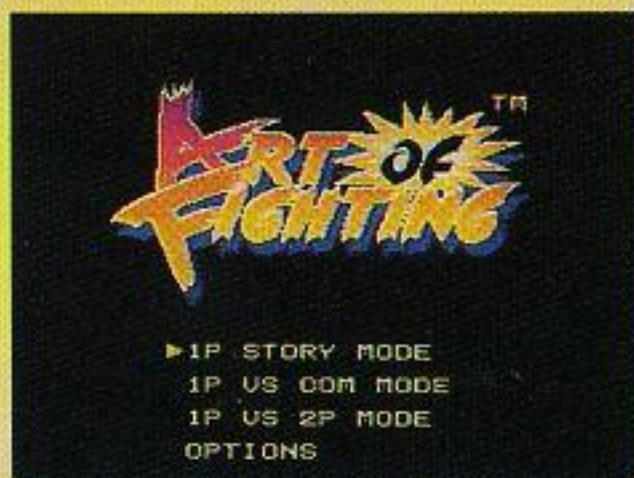 ART OF
FIGHTING
TM
1P STORY MODE
1P VS COM MODE
1P VS 2P MODE
OPTIONS